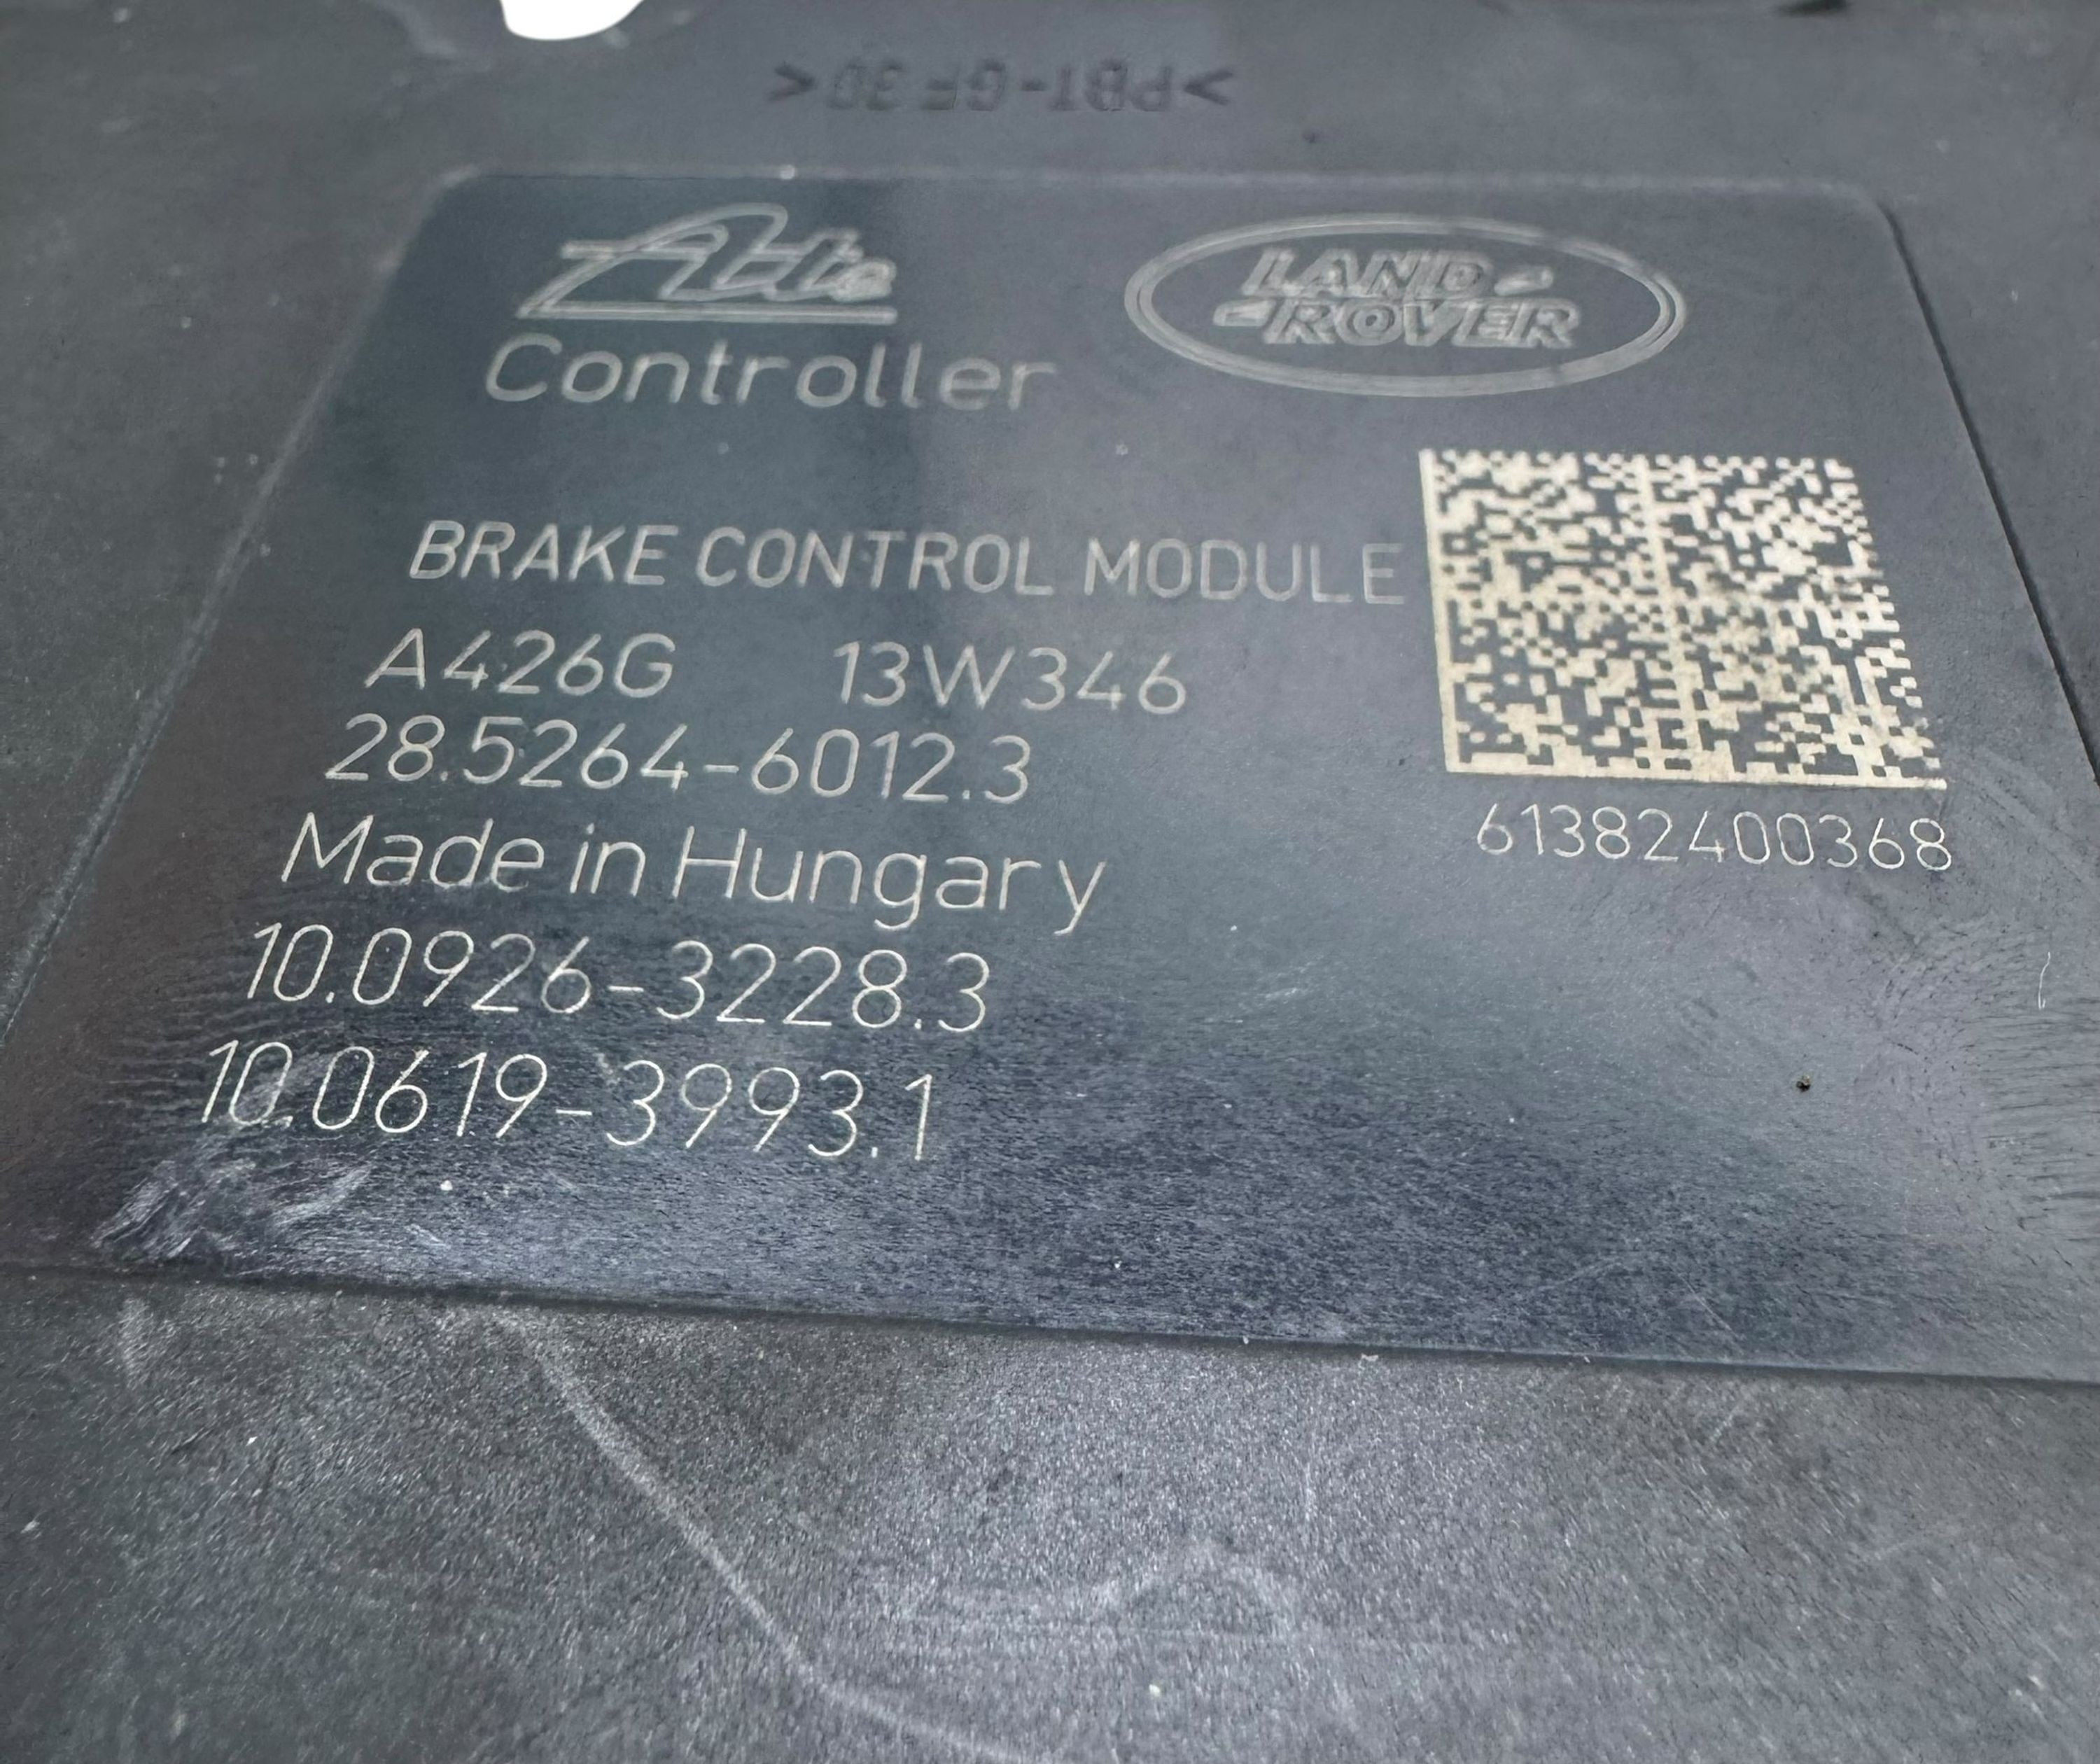 >PBT-GF30<
Ate
Controller
LAND
ROVER
BRAKE CONTROL MODULE
A426G 13W346
28.5264-6012.3
Made in Hungary
10.0926-3228.3
10.0619-3993.1
61382400368